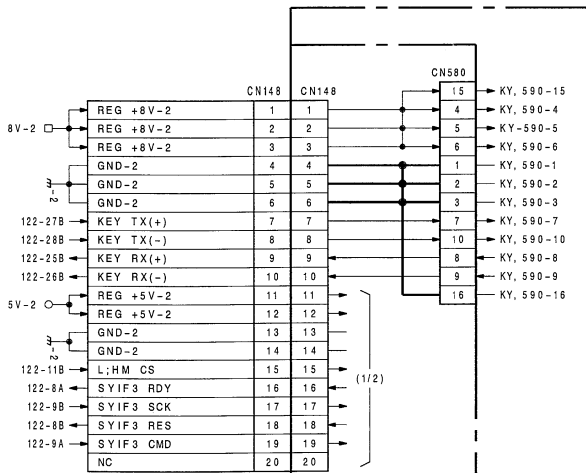 CN580
CN148 CN148
15 KY, 590-15
REG +8V-2 1 1 4 KY, 590-4
8V-2 REG +8V-2 2 2 5 KY-590-5
REG +8V-2 3 3 6 KY, 590-6
GND-2 4 4 1 KY, 590-1
-2 GND-2 5 5 2 KY, 590-2
GND-2 6 6 3 KY, 590-3
122-27B KEY TX(+) 7 7 7 KY, 590-7
122-28B KEY TX(-) 8 8 10 KY, 590-10
122-25B KEY RX(+) 9 9 8 KY, 590-8
122-26B KEY RX(-) 10 10 9 KY, 590-9
5V-2 REG +5V-2 11 11 16 KY, 590-16
REG +5V-2 12 12
GND-2 13 13
-2 GND-2 14 14
122-11B L;HM CS 15 15
(1/2)
122-8A SYIF3 RDY 16 16
122-9B SYIF3 SCK 17 17
122-8B SYIF3 RES 18 18
122-9A SYIF3 CMD 19 19
NC 20 20